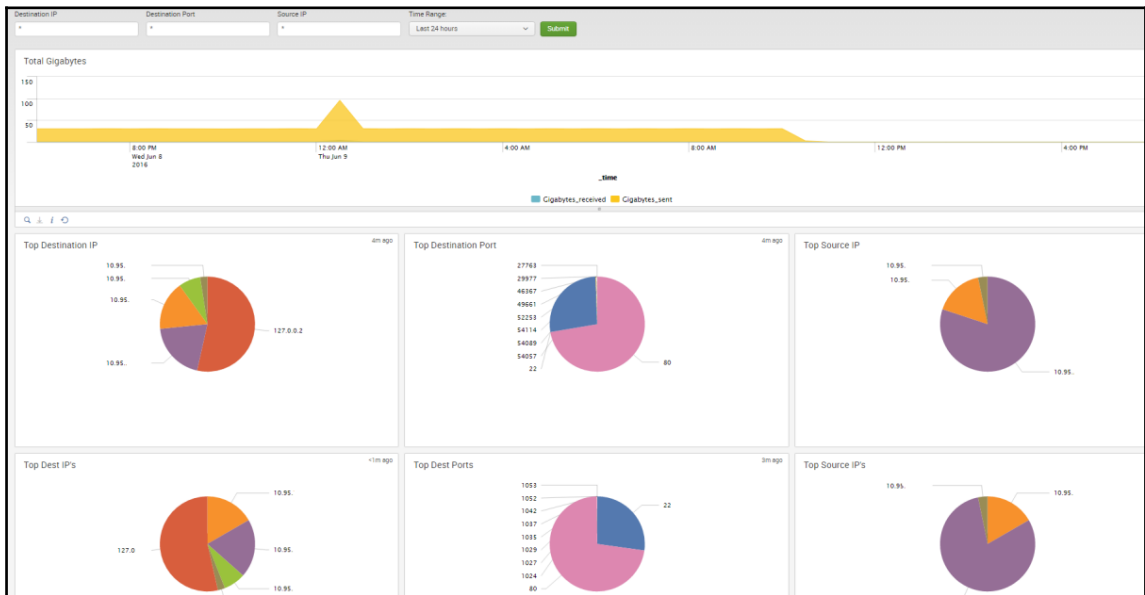 Destination IP
Destination Port
Source IP
Time Range
*
*
*
Last 24 hours
Submit
Total Gigabytes
150
100
50
8:00 PM
Wed Jun 8
2016
12:00 AM
Thu Jun 9
4:00 AM
8:00 AM
12:00 PM
4:00 PM
_time
Gigabytes_received
Gigabytes_sent
i
Top Destination IP
4m ago
10.95.
10.95.
10.95.
10.95..
127.0.0.2
Top Destination Port
4m ago
27763
29977
46367
49661
52253
54114
54089
54057
22
80
Top Source IP
10.95.
10.95.
10.95..
Top Dest IP's
<1m ago
10.95.
10.95.
10.95.
127.0
Top Dest Ports
3m ago
1053
1052
1042
1037
1035
1029
1027
1024
80
22
Top Source IP's
10.95.
10.95.